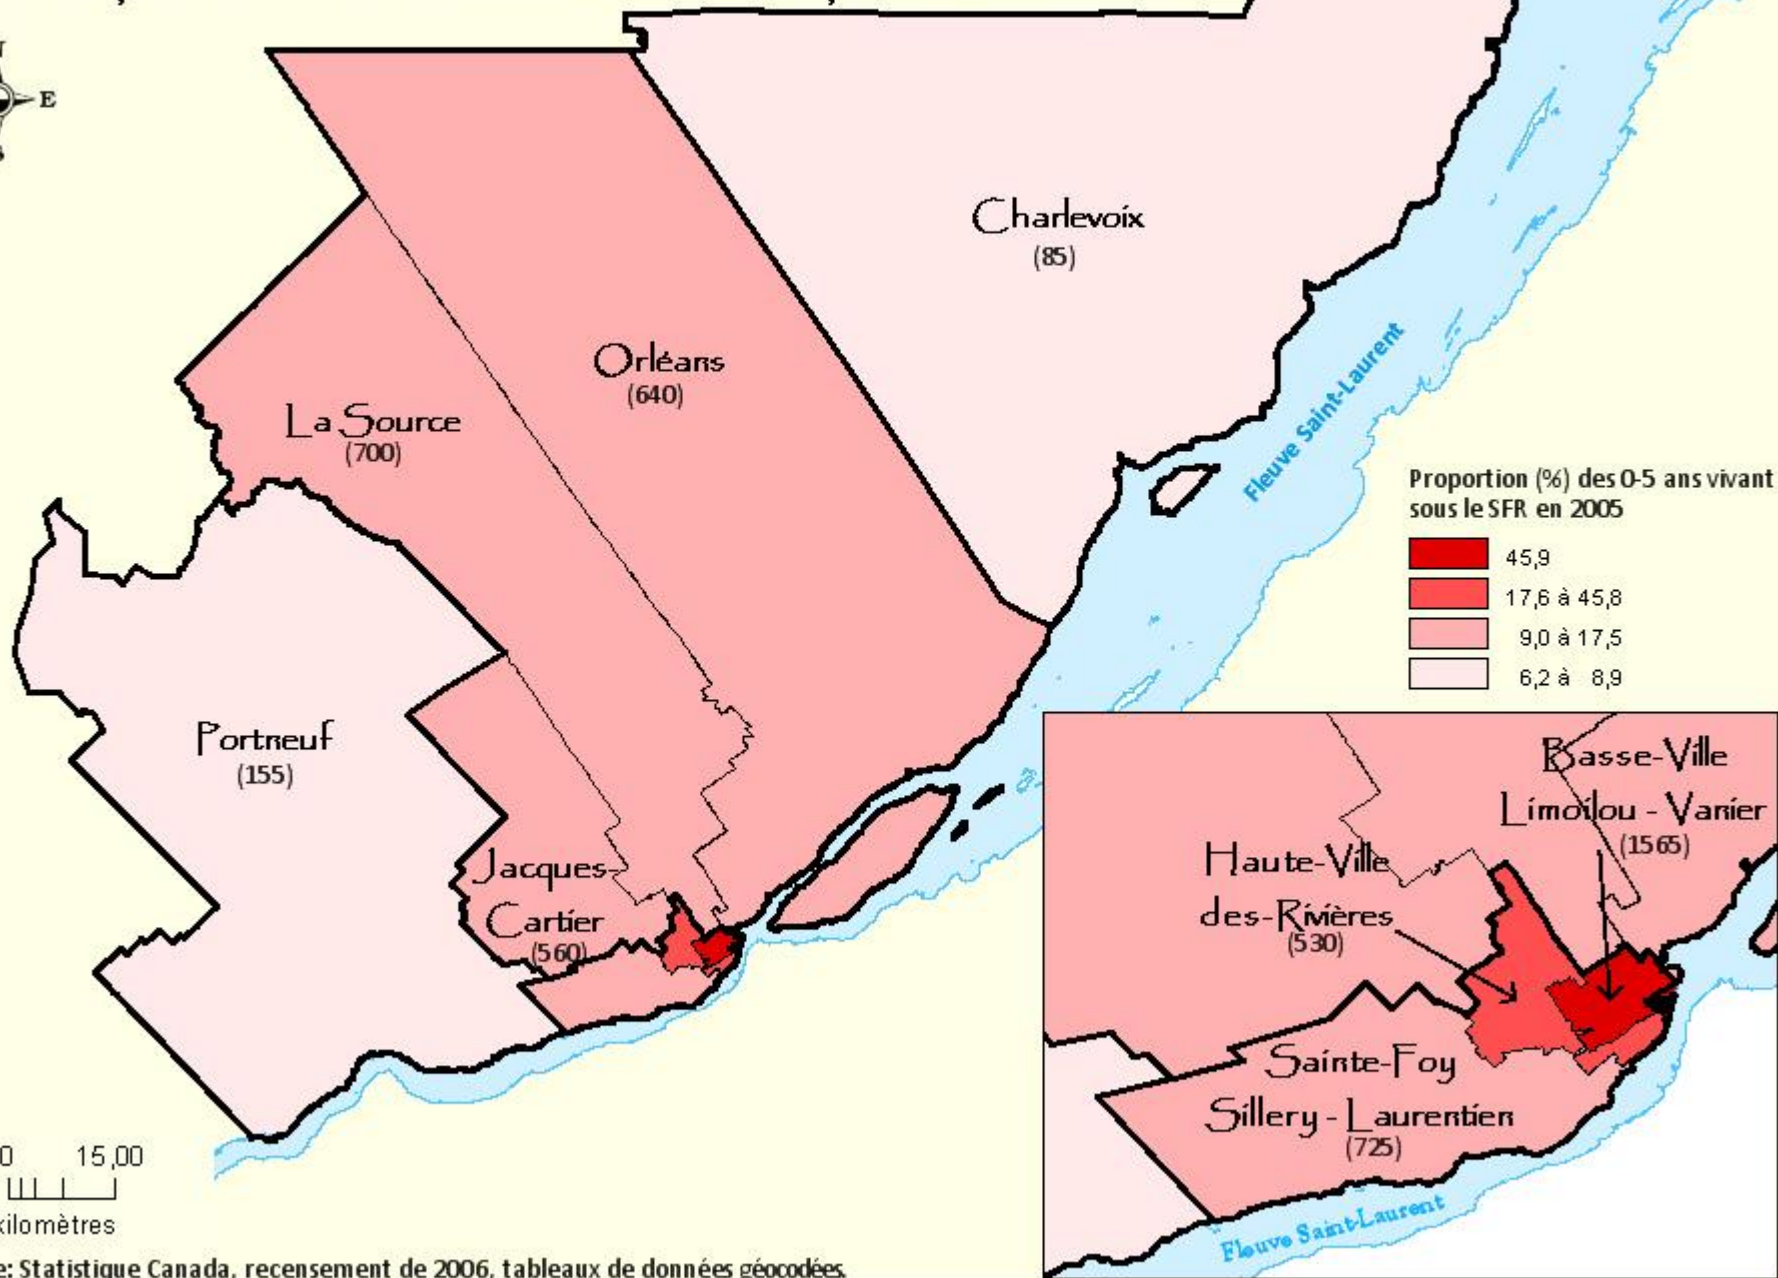 E
Charlevoix
(85)
Orléans
(640)
La Source
(700)
Fleuve Saint-Laurent
Proportion (%) des 0-5 ans vivant
sous le SFR en 2005
45,9
17,6 à 45,8
9,0 à 17,5
6,2 à 8,9
Portneuf
(155)
Jacques-
Cartier
(560)
Basse-Ville
Limoilou - Vanier
(1565)
Haute-Ville
des-Rivières
(530)
Sainte-Foy
Sillery - Laurentien
(725)
Fleuve Saint-Laurent
0 15,00
kilomètres
e: Statistique Canada, recensement de 2006, tableaux de données géocodées.